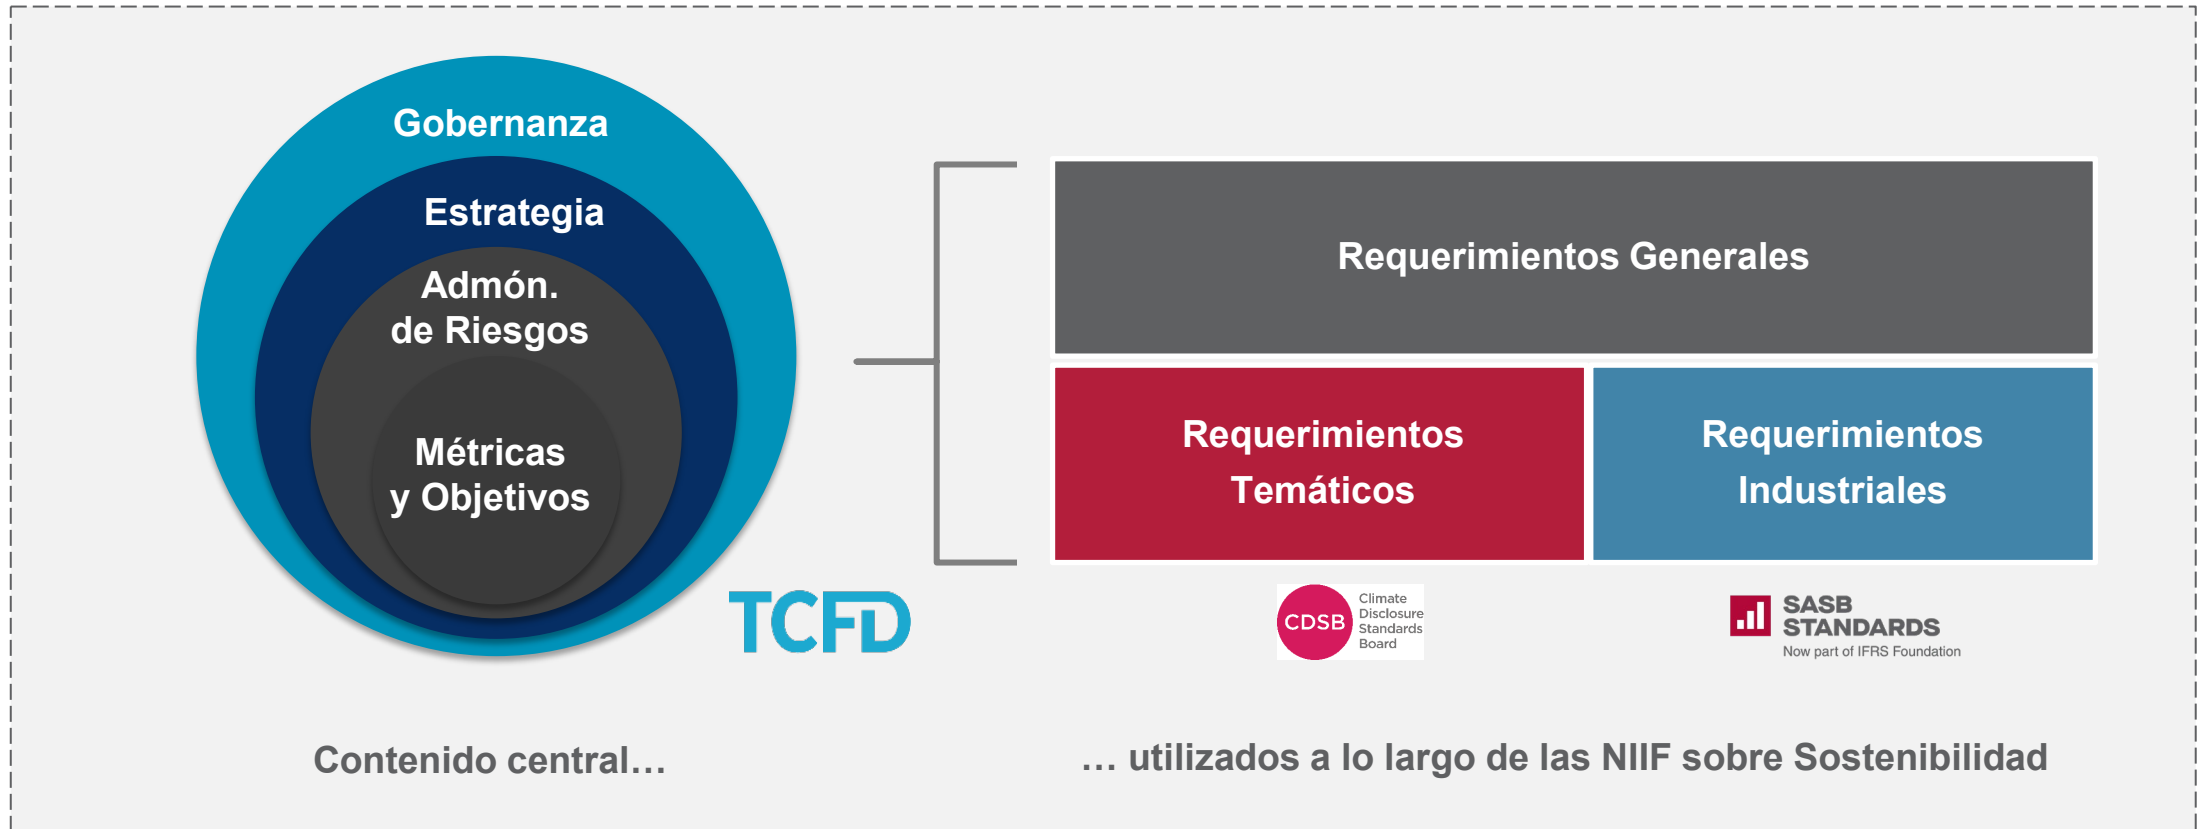 Gobernanza
Estrategia
Admón.
de Riesgos
Métricas
y Objetivos
TCFD
Contenido central…
Requerimientos Generales
Requerimientos
Temáticos
Requerimientos
Industriales
CDSB
Climate
Disclosure
Standards
Board
SASB
STANDARDS
Now part of IFRS Foundation
… utilizados a lo largo de las NIIF sobre Sostenibilidad